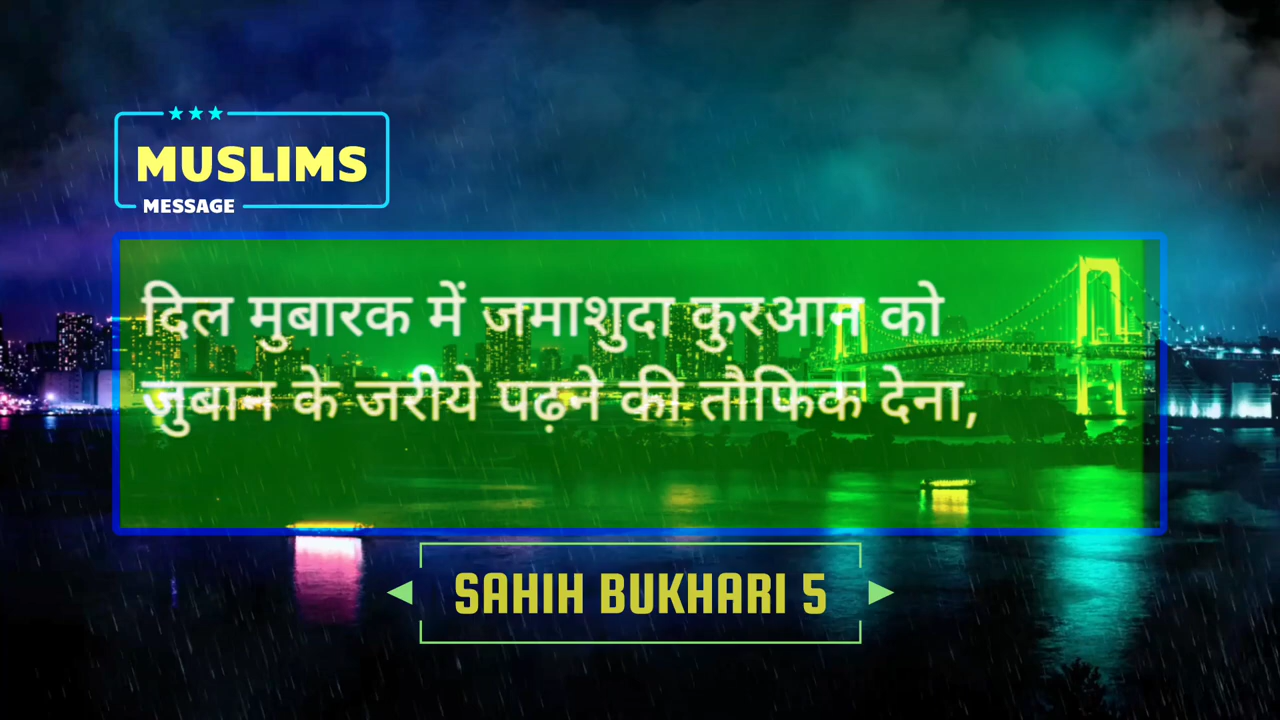 MUSLIMS
MESSAGE
दिल मुबारक में जमाशुदा कुरआन को
जुबान के जरीये पढ़ने की तौफिक देना,
SAHIH BUKHARI 5